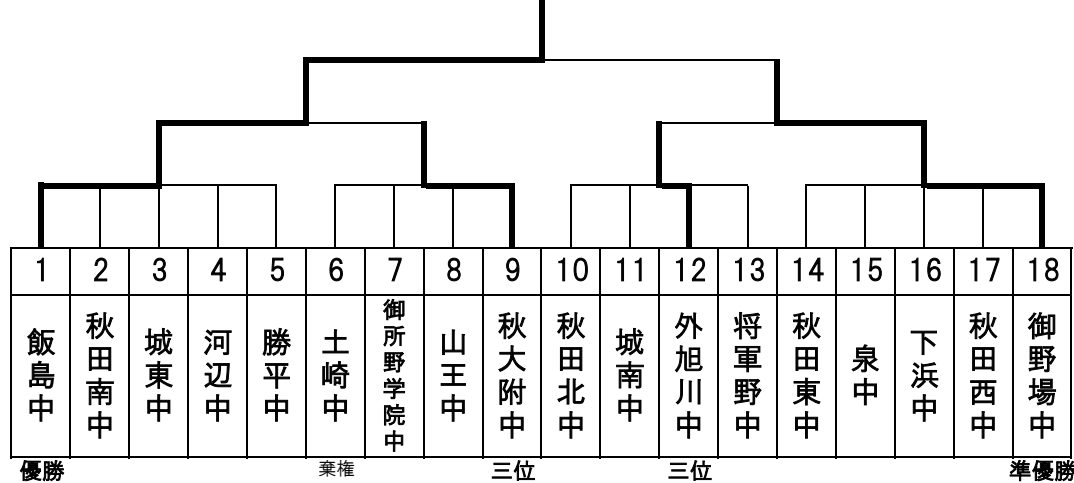 1 2 3 4 5 6 7 8 9 10 11 12 13 14 15 16 17 18
飯島中
秋田南中
城東中
河辺中
勝平中
土崎中
御所野学院中
山王中
秋大附中
秋田北中
城南中
外旭川中
将軍野中
秋田東中
泉中
下浜中
秋田西中
御野場中
優勝 棄権 三位 三位 準優勝